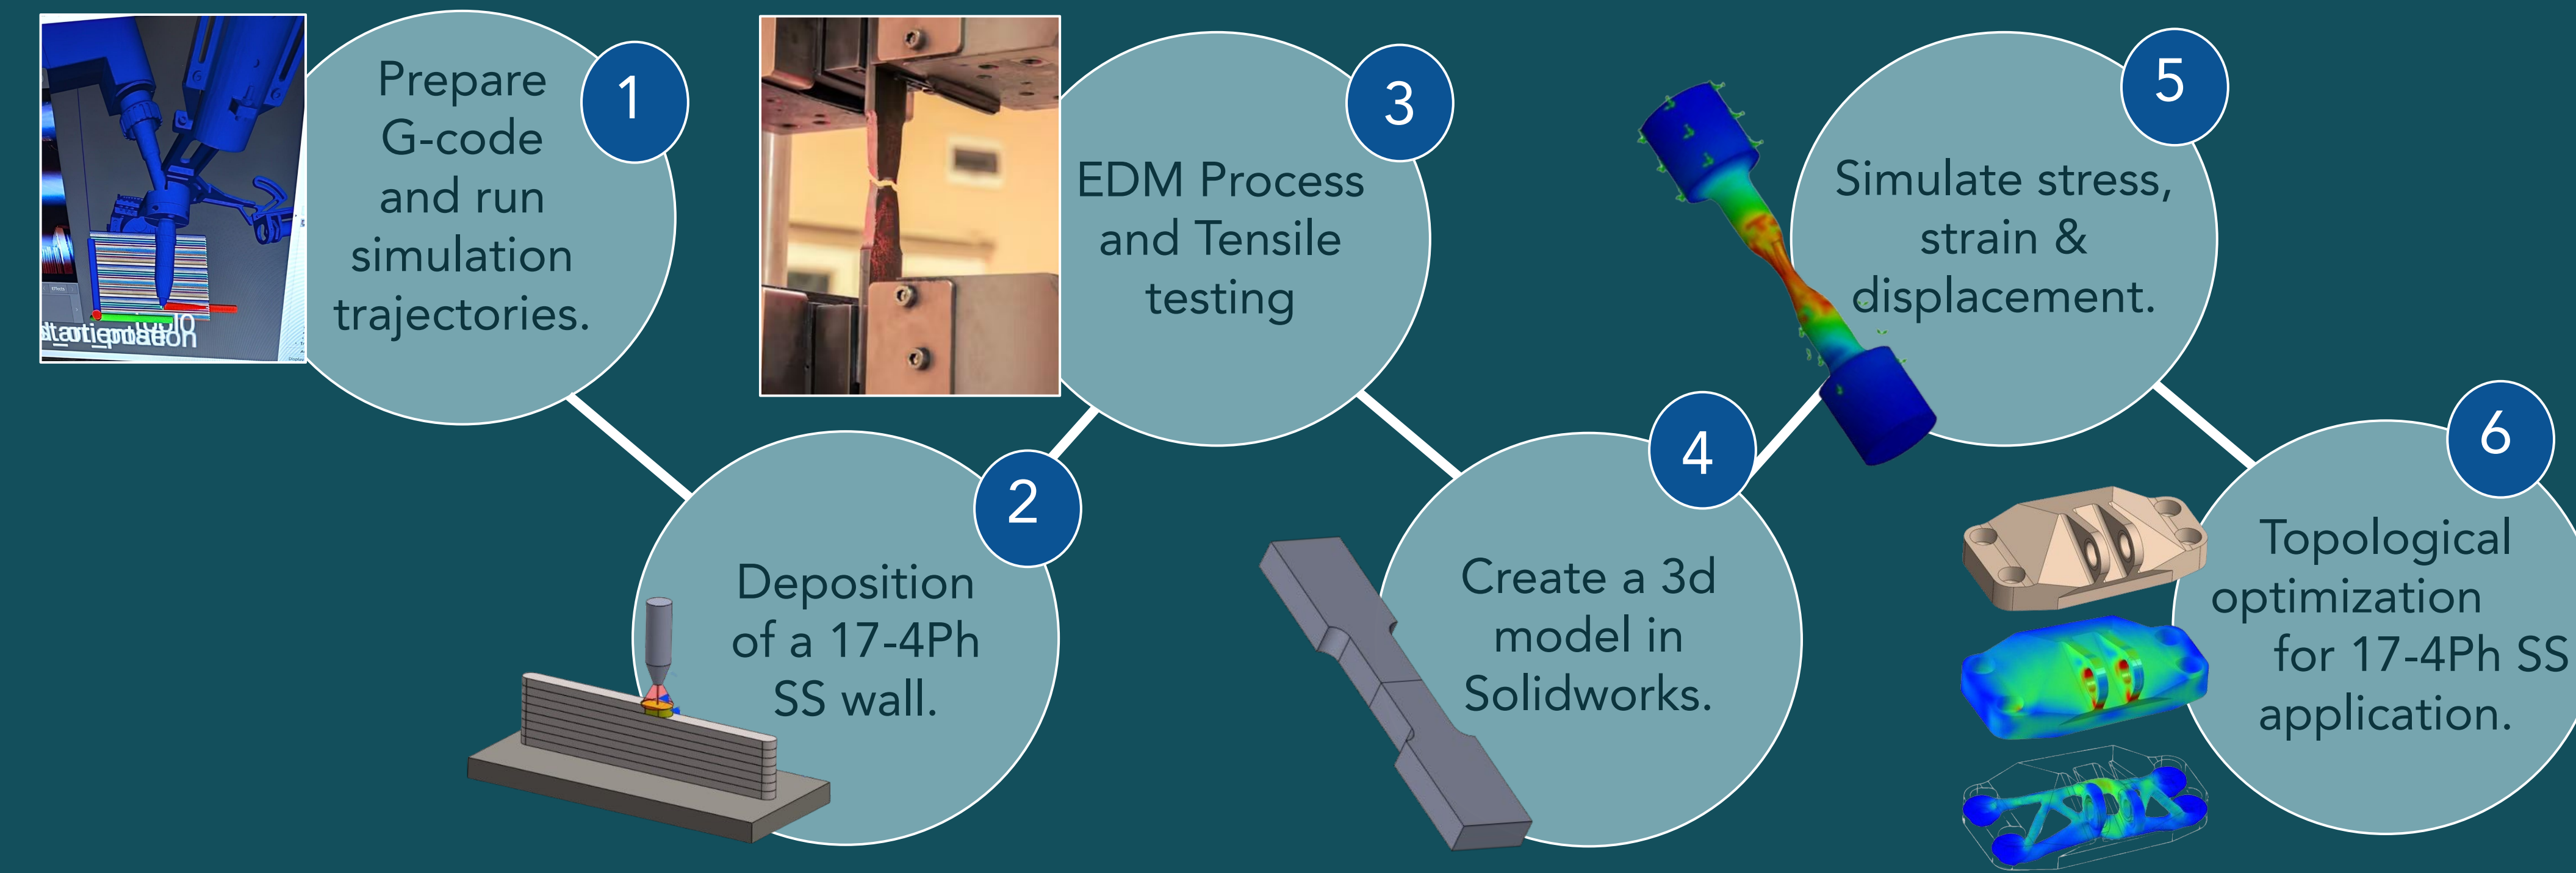 1
Prepare
G-code
and run
simulation
trajectories.
2
Deposition
of a 17-4Ph
SS wall.
3
EDM Process
and Tensile
testing
4
Create a 3d
model in
Solidworks.
5
Simulate stress,
strain &
displacement.
6
Topological
optimization
for 17-4Ph SS
application.